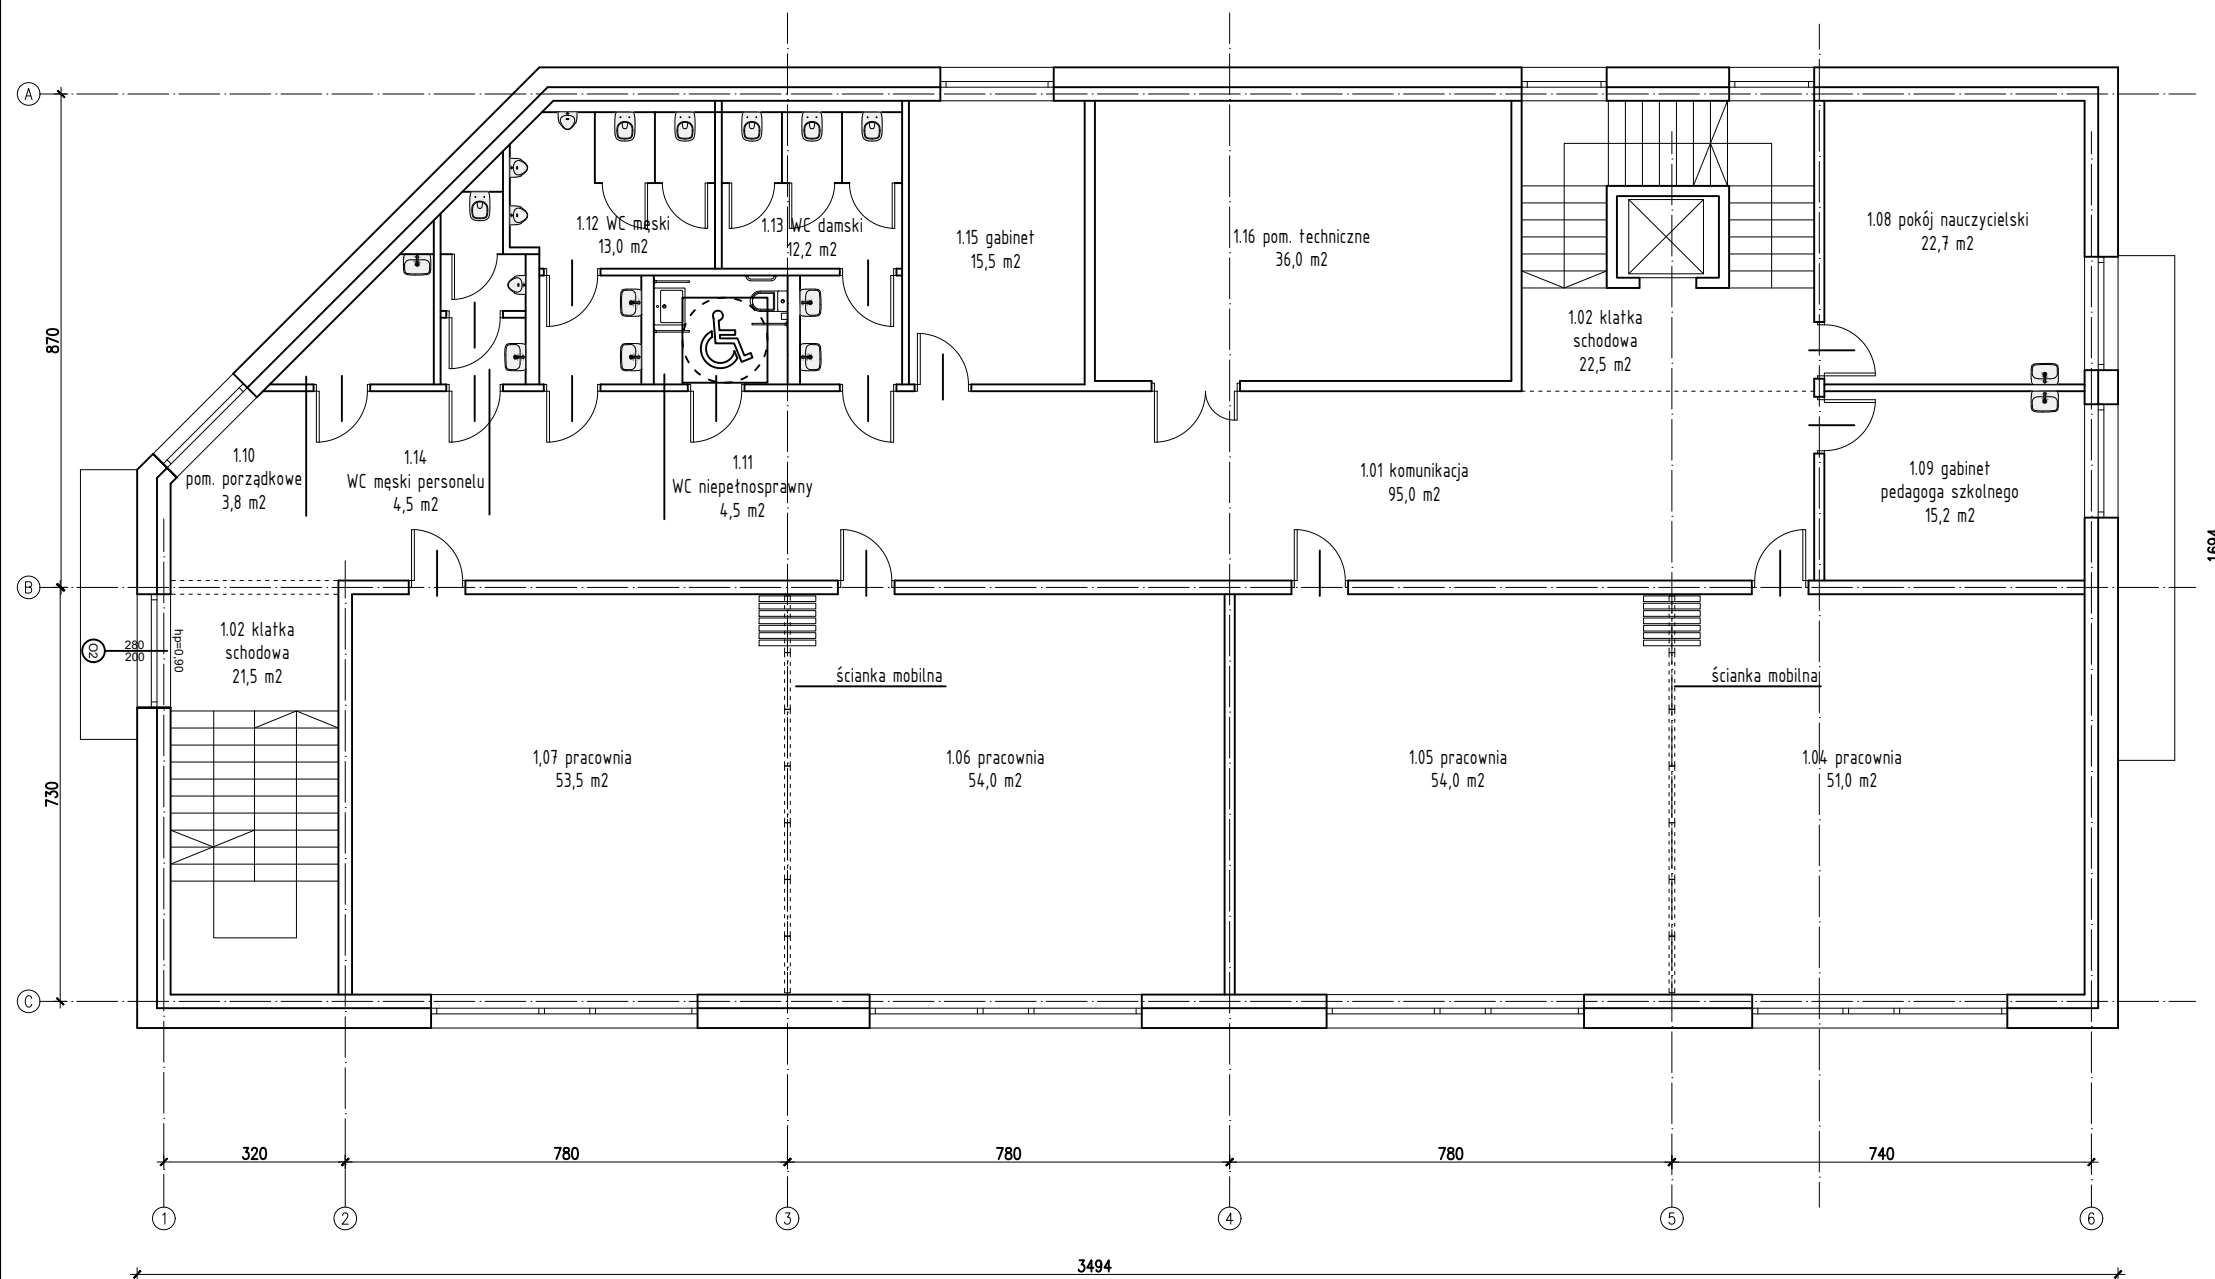 A
1.12 WC męski
13,0 m2
1.13 WC damski
12,2 m2
1.15 gabinet
15,5 m2
1.16 pom. techniczne
36,0 m2
1.08 pokój nauczycielski
22,7 m2
1.02 klatka
schodowa
22,5 m2
870
1.10
pom. porządkowe
3,8 m2
1.14
WC męski personelu
4,5 m2
1.11
WC niepełnosprawny
4,5 m2
1.01 komunikacja
95,0 m2
1.09 gabinet
pedagoga szkolnego
15,2 m2
1694
B
1.02 klatka
schodowa
21,5 m2
O2
280
200
hp=0,90
ścianka mobilna
ścianka mobilna
730
1,07 pracownia
53,5 m2
1.06 pracownia
54,0 m2
1.05 pracownia
54,0 m2
1.04 pracownia
51,0 m2
C
320
780
780
780
740
1
2
3
4
5
6
3494